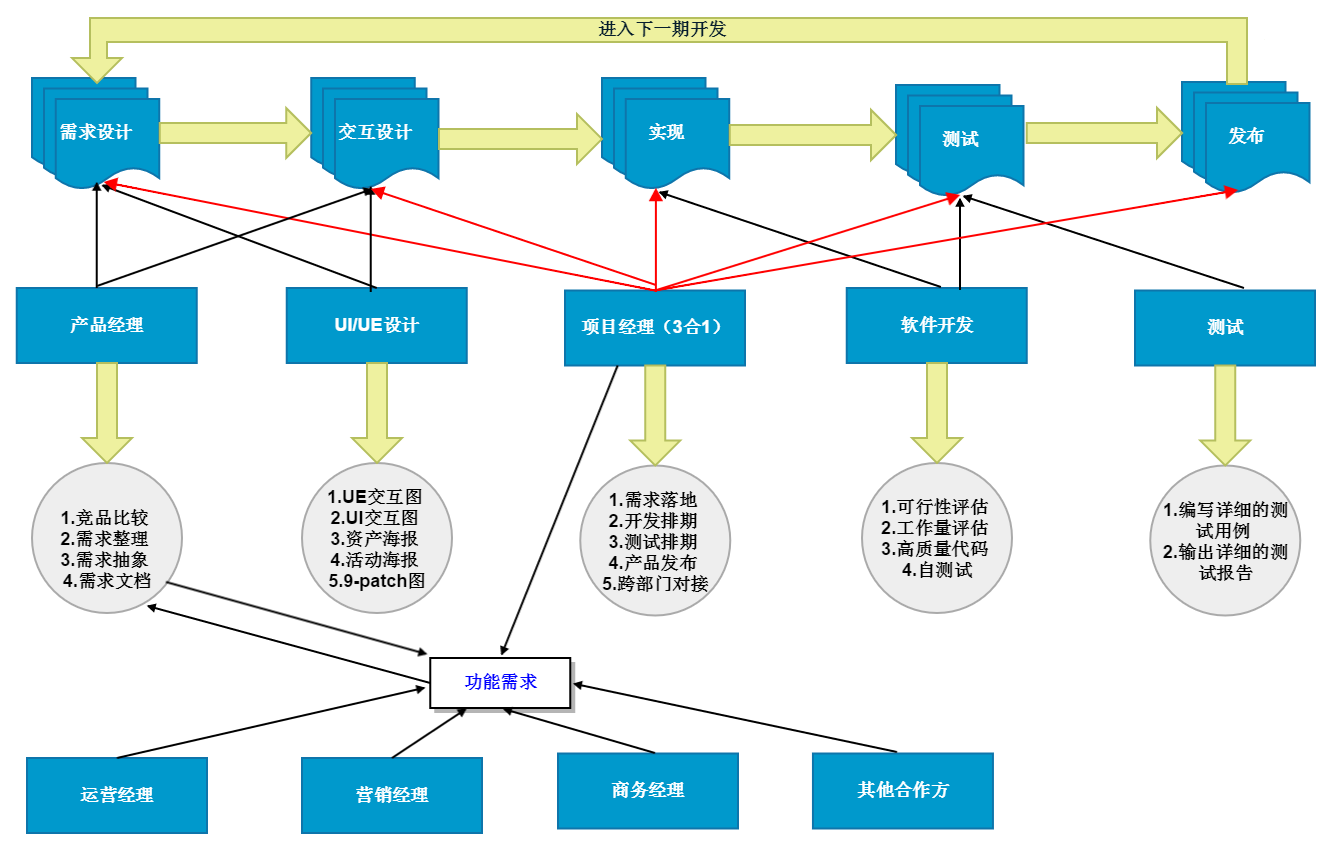 进入下一期开发
需求设计
交互设计
实现
测试
发布
产品经理
UI/UE设计
项目经理（3合1）
软件开发
测试
1.竞品比较
2.需求整理
3.需求抽象
4.需求文档
1.UE交互图
2.UI交互图
3.资产海报
4.活动海报
5.9-patch图
1.需求落地
2.开发排期
3.测试排期
4.产品发布
5.跨部门对接
1.可行性评估
2.工作量评估
3.高质量代码
4.自测试
1.编写详细的测
试用例
2.输出详细的测
试报告
功能需求
运营经理
营销经理
商务经理
其他合作方